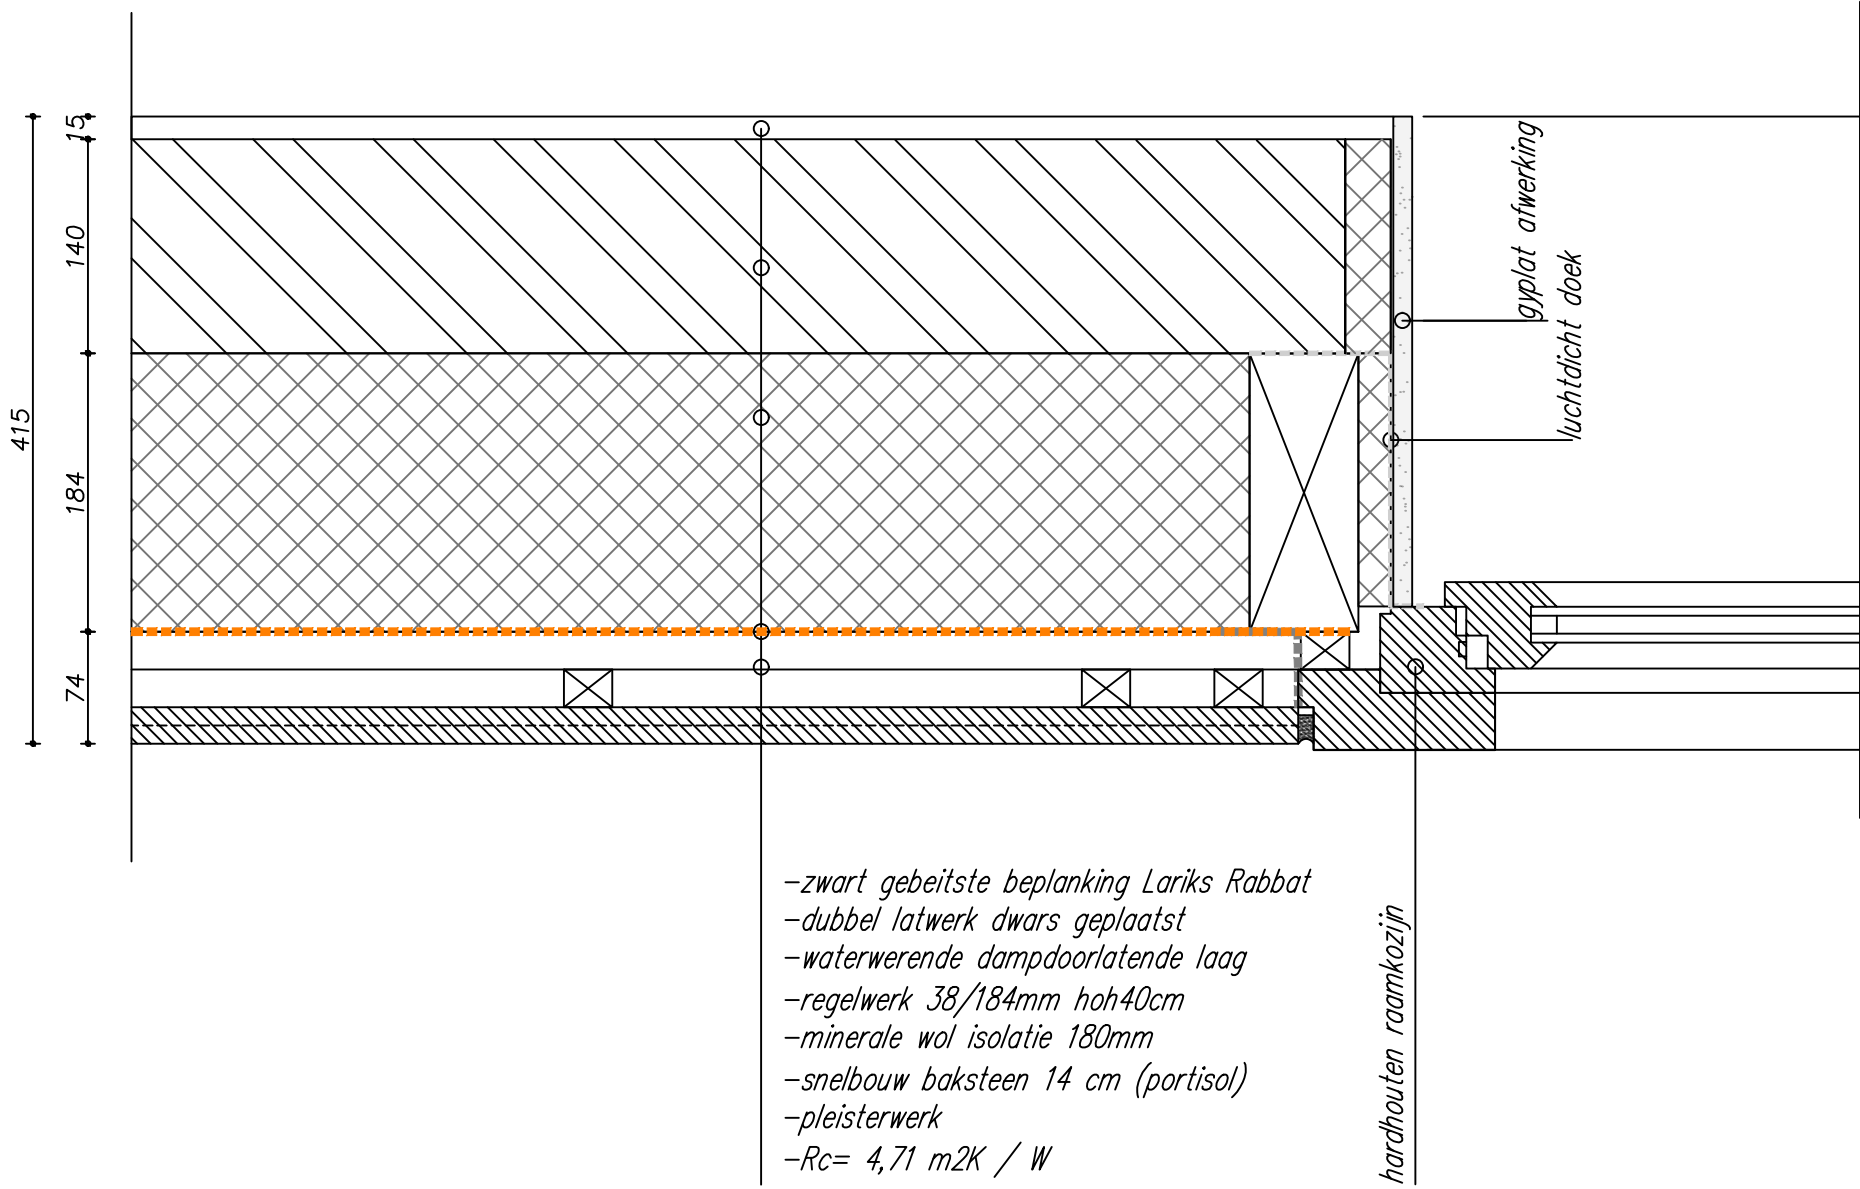 415
15
140
184
74
gyplat afwerking
luchtdicht doek
-zwart gebeitste beplanking Lariks Rabbat
-dubbel latwerk dwars geplaatst
-waterwerende dampdoorlatende laag
-regelwerk 38/184mm hoh40cm
-minerale wol isolatie 180mm
-snelbouw baksteen 14 cm (portisol)
-pleisterwerk
-Rc= 4,71 m2K / W
hardhouten raamkozijn